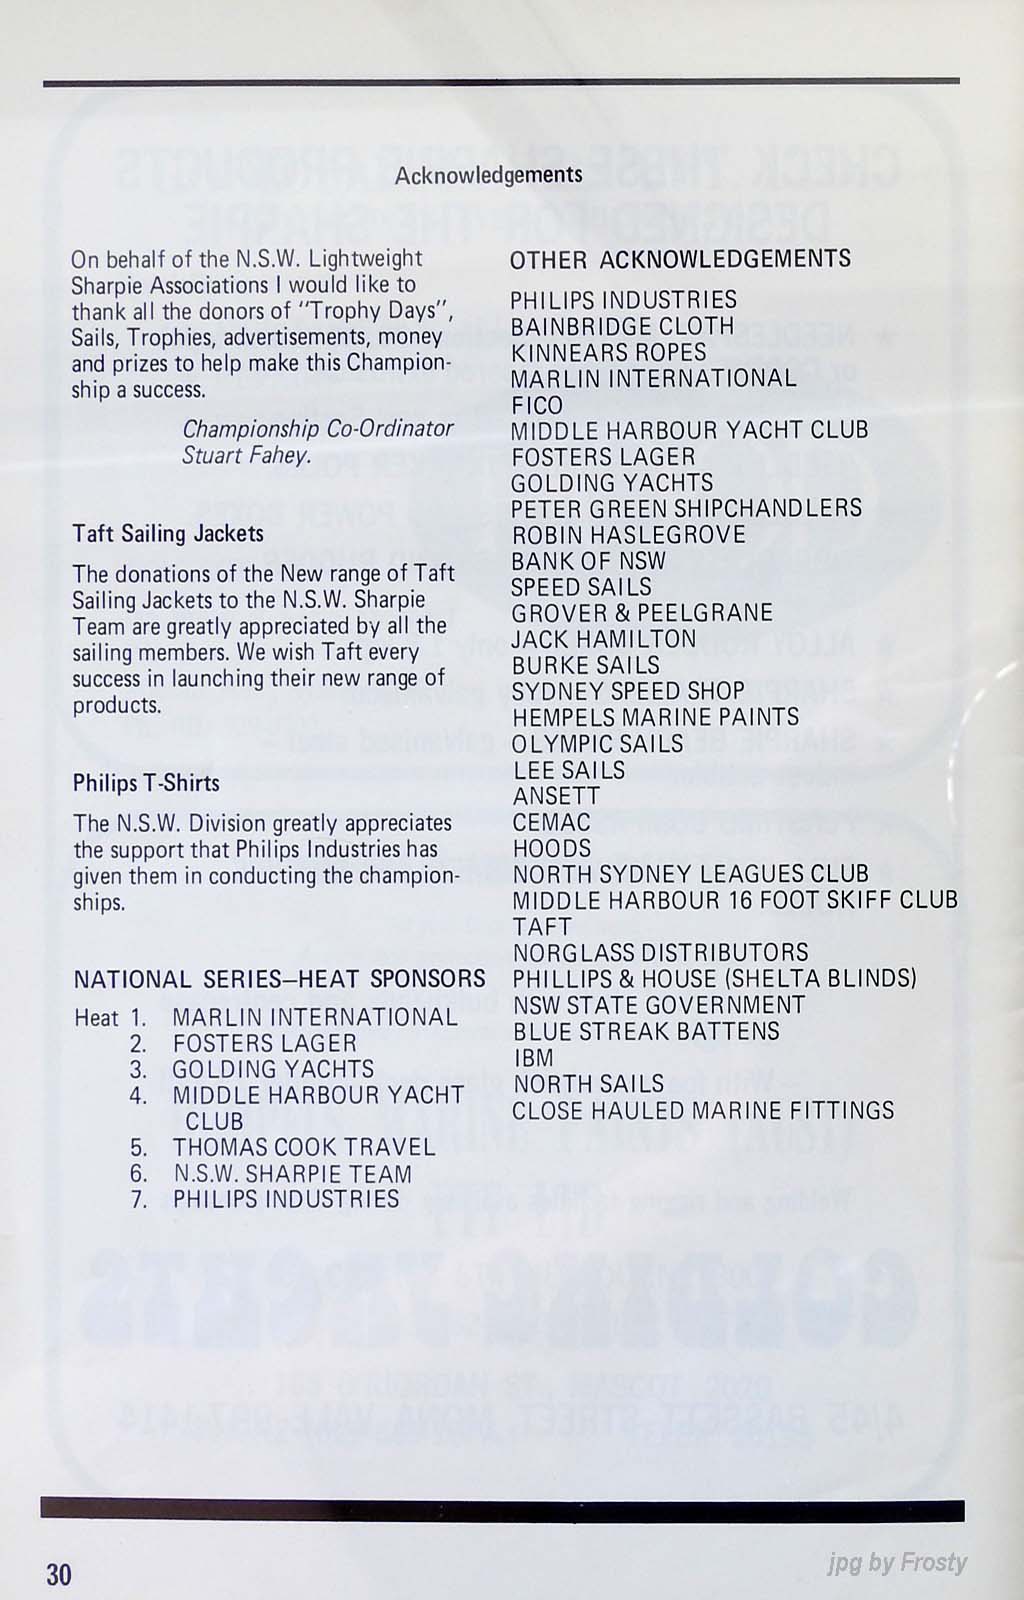 Acknowledgements
On behalf of the N.S.W. Lightweight
Sharpie Associations I would like to
thank all the donors of "Trophy Days",
Sails, Trophies, advertisements, money
and prizes to help make this Champion-
ship a success.
Championship Co-Ordinator
Stuart Fahey.
Taft Sailing Jackets
The donations of the New range of Taft
Sailing Jackets to the N.S.W. Sharpie
Team are greatly appreciated by all the
sailing members. We wish Taft every
success in launching their new range of
products.
Philips T-Shirts
The N.S.W. Division greatly appreciates
the support that Philips Industries has
given them in conducting the champion-
ships.
NATIONAL SERIES—HEAT SPONSORS
Heat 1. MARLIN INTERNATIONAL
2. FOSTERS LAGER
3. GOLDING YACHTS
4. MIDDLE HARBOUR YACHT
CLUB
5. THOMAS COOK TRAVEL
6. N.S.W. SHARPIE TEAM
7. PHILIPS INDUSTRIES
OTHER ACKNOWLEDGEMENTS
PHILIPS INDUSTRIES
BAINBRIDGE CLOTH
KINNEARS ROPES
MARLIN INTERNATIONAL
FICO
MIDDLE HARBOUR YACHT CLUB
FOSTERS LAGER
GOLDING YACHTS
PETER GREEN SHIPCHANDLERS
ROBIN HASLEGROVE
BANK OF NSW
SPEED SAILS
GROVER & PEELGRANE
JACK HAMILTON
BURKE SAILS
SYDNEY SPEED SHOP
HEMPELS MARINE PAINTS
OLYMPIC SAILS
LEE SAILS
ANSETT
CEMAC
HOODS
NORTH SYDNEY LEAGUES CLUB
MIDDLE HARBOUR 16 FOOT SKIFF CLUB
TAFT
NORGLASS DISTRIBUTORS
PHILLIPS & HOUSE (SHELTA BLINDS)
NSW STATE GOVERNMENT
BLUE STREAK BATTENS
IBM
NORTH SAILS
CLOSE HAULED MARINE FITTINGS
30
jpg by Frosty